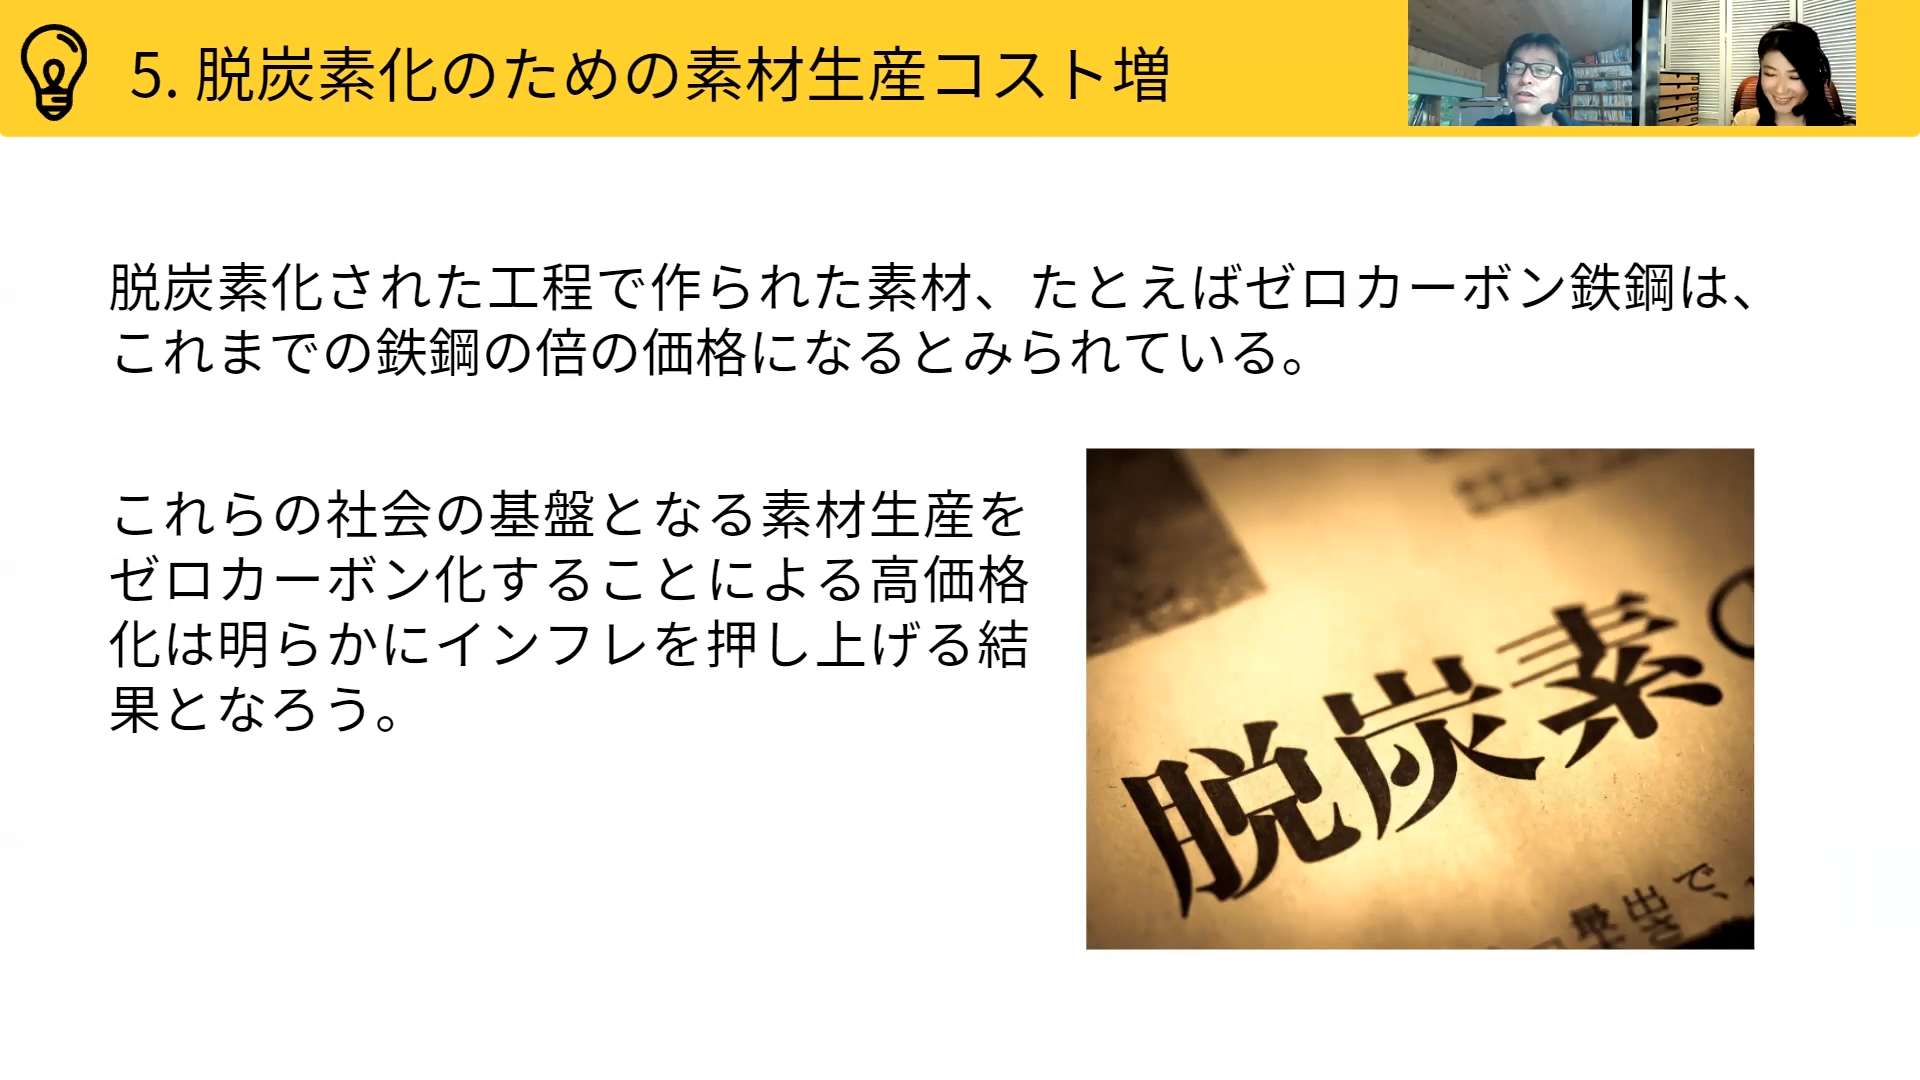 5. 脱炭素化のための素材生産コスト増
脱炭素化された工程で作られた素材、たとえばゼロカーボン鉄鋼は、
これまでの鉄鋼の倍の価格になるとみられている。
これらの社会の基盤となる素材生産を
ゼロカーボン化することによる高価格
化は明らかにインフレを押し上げる結
果となろう。
脱炭素